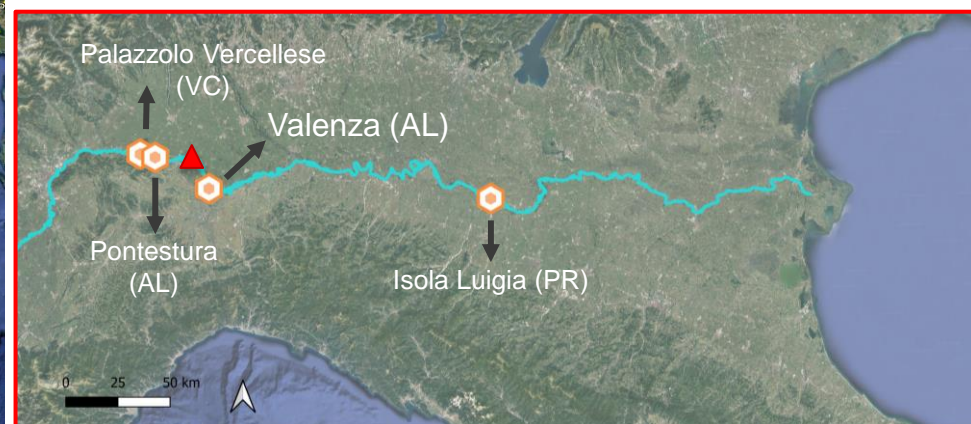 Palazzolo Vercellese
(VC)
Valenza (AL)
Pontestura
(AL)
Isola Luigia (PR)
0 25 50 km